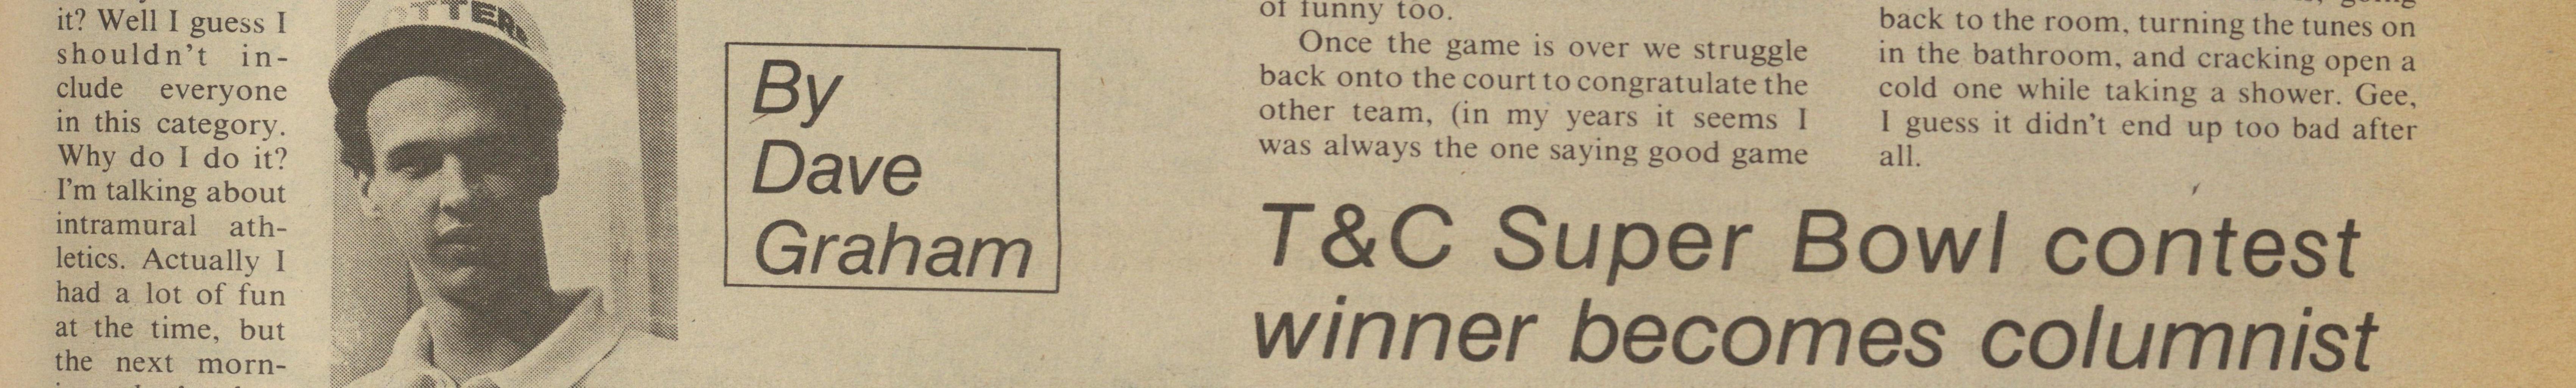 it? Well I guess I
shouldn't in-
clude everyone
in this category.
Why do I do it?
I'm talking about
intramural ath-
letics. Actually I
had a lot of fun
at the time, but
the next morn-
By
Dave
Graham
of funny too.
Once the game is over we struggle
back onto the court to congratulate the
other team, (in my years it seems I
was always the one saying good game
back to the room, turning the tunes on
in the bathroom, and cracking open a
cold one while taking a shower. Gee,
I guess it didn't end up too bad after
all.
T&C Super Bowl contest
winner becomes columnist